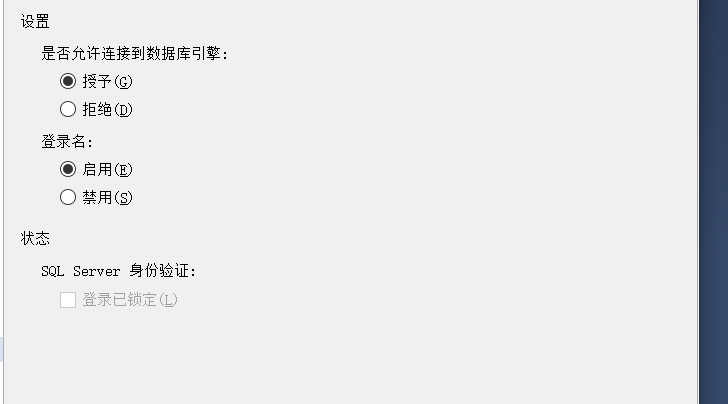 设置
是否允许连接到数据库引擎:
授予(G)
拒绝(D)
登录名:
启用(E)
禁用(S)
状态
SQL Server 身份验证:
登录已锁定(L)